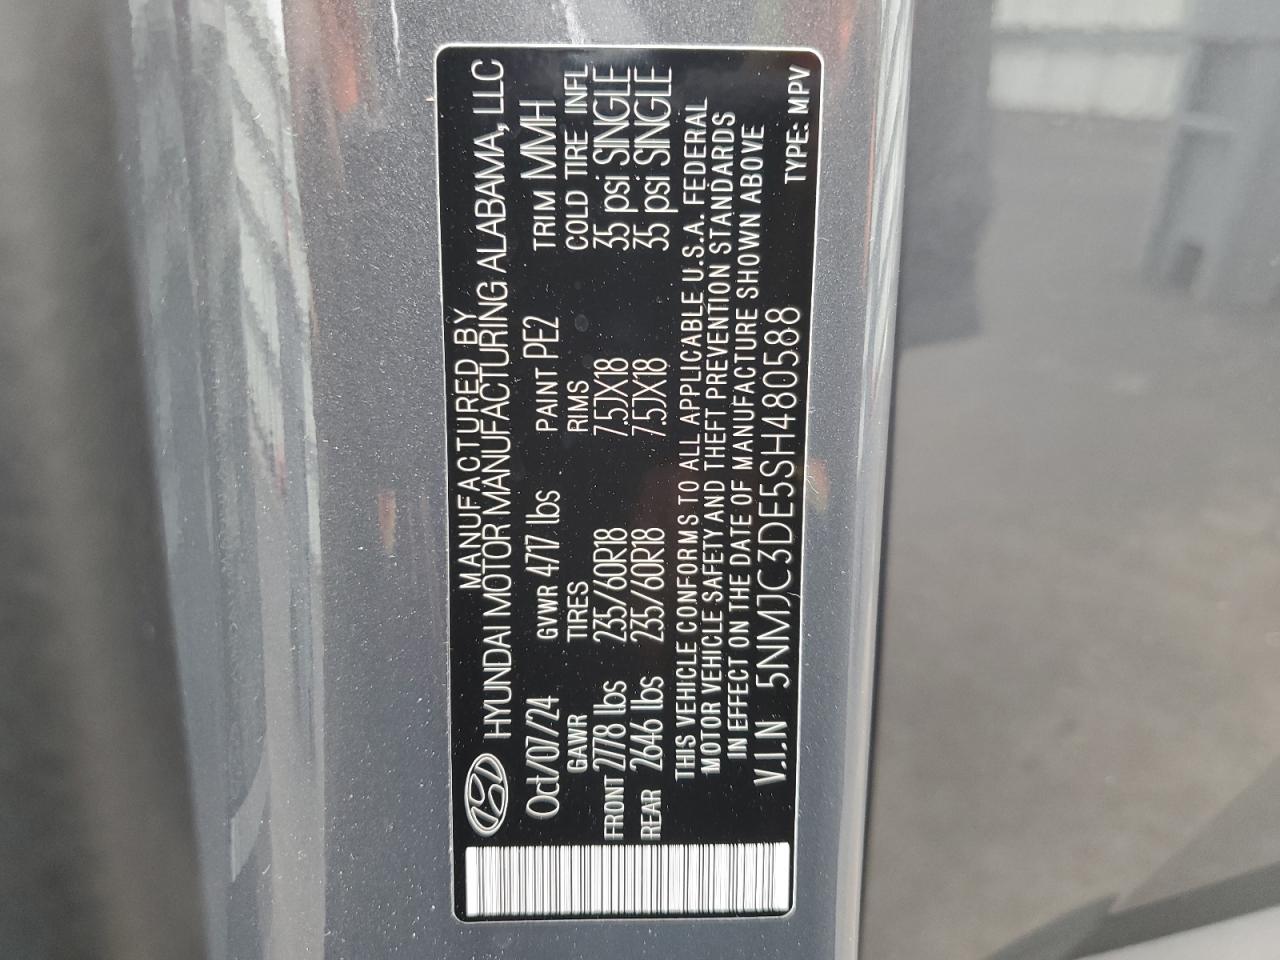 MANUFACTURED BY
HYUNDAI MOTOR MANUFACTURING ALABAMA, LLC
Oct/07/24 GVWR 4717 lbs PAINT PE2 TRIM MMH
GAWR TIRES RIMS COLD TIRE INFL
FRONT 2778 lbs 235/60R18 7.5JX18 35 psi SINGLE
REAR 2646 lbs 235/60R18 7.5JX18 35 psi SINGLE
THIS VEHICLE CONFORMS TO ALL APPLICABLE U.S.A. FEDERAL
MOTOR VEHICLE SAFETY AND THEFT PREVENTION STANDARDS
IN EFFECT ON THE DATE OF MANUFACTURE SHOWN ABOVE
V.I.N 5NMJC3DE5SH480588 TYPE: MPV